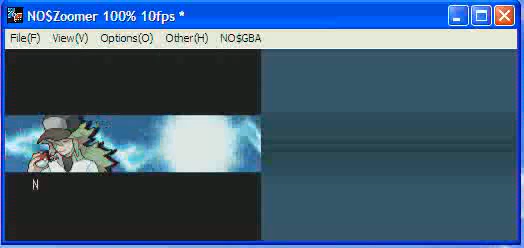 NO$Zoomer 100% 10fps *
File(F) View(V) Options(O) Other(H) NO$GBA
N